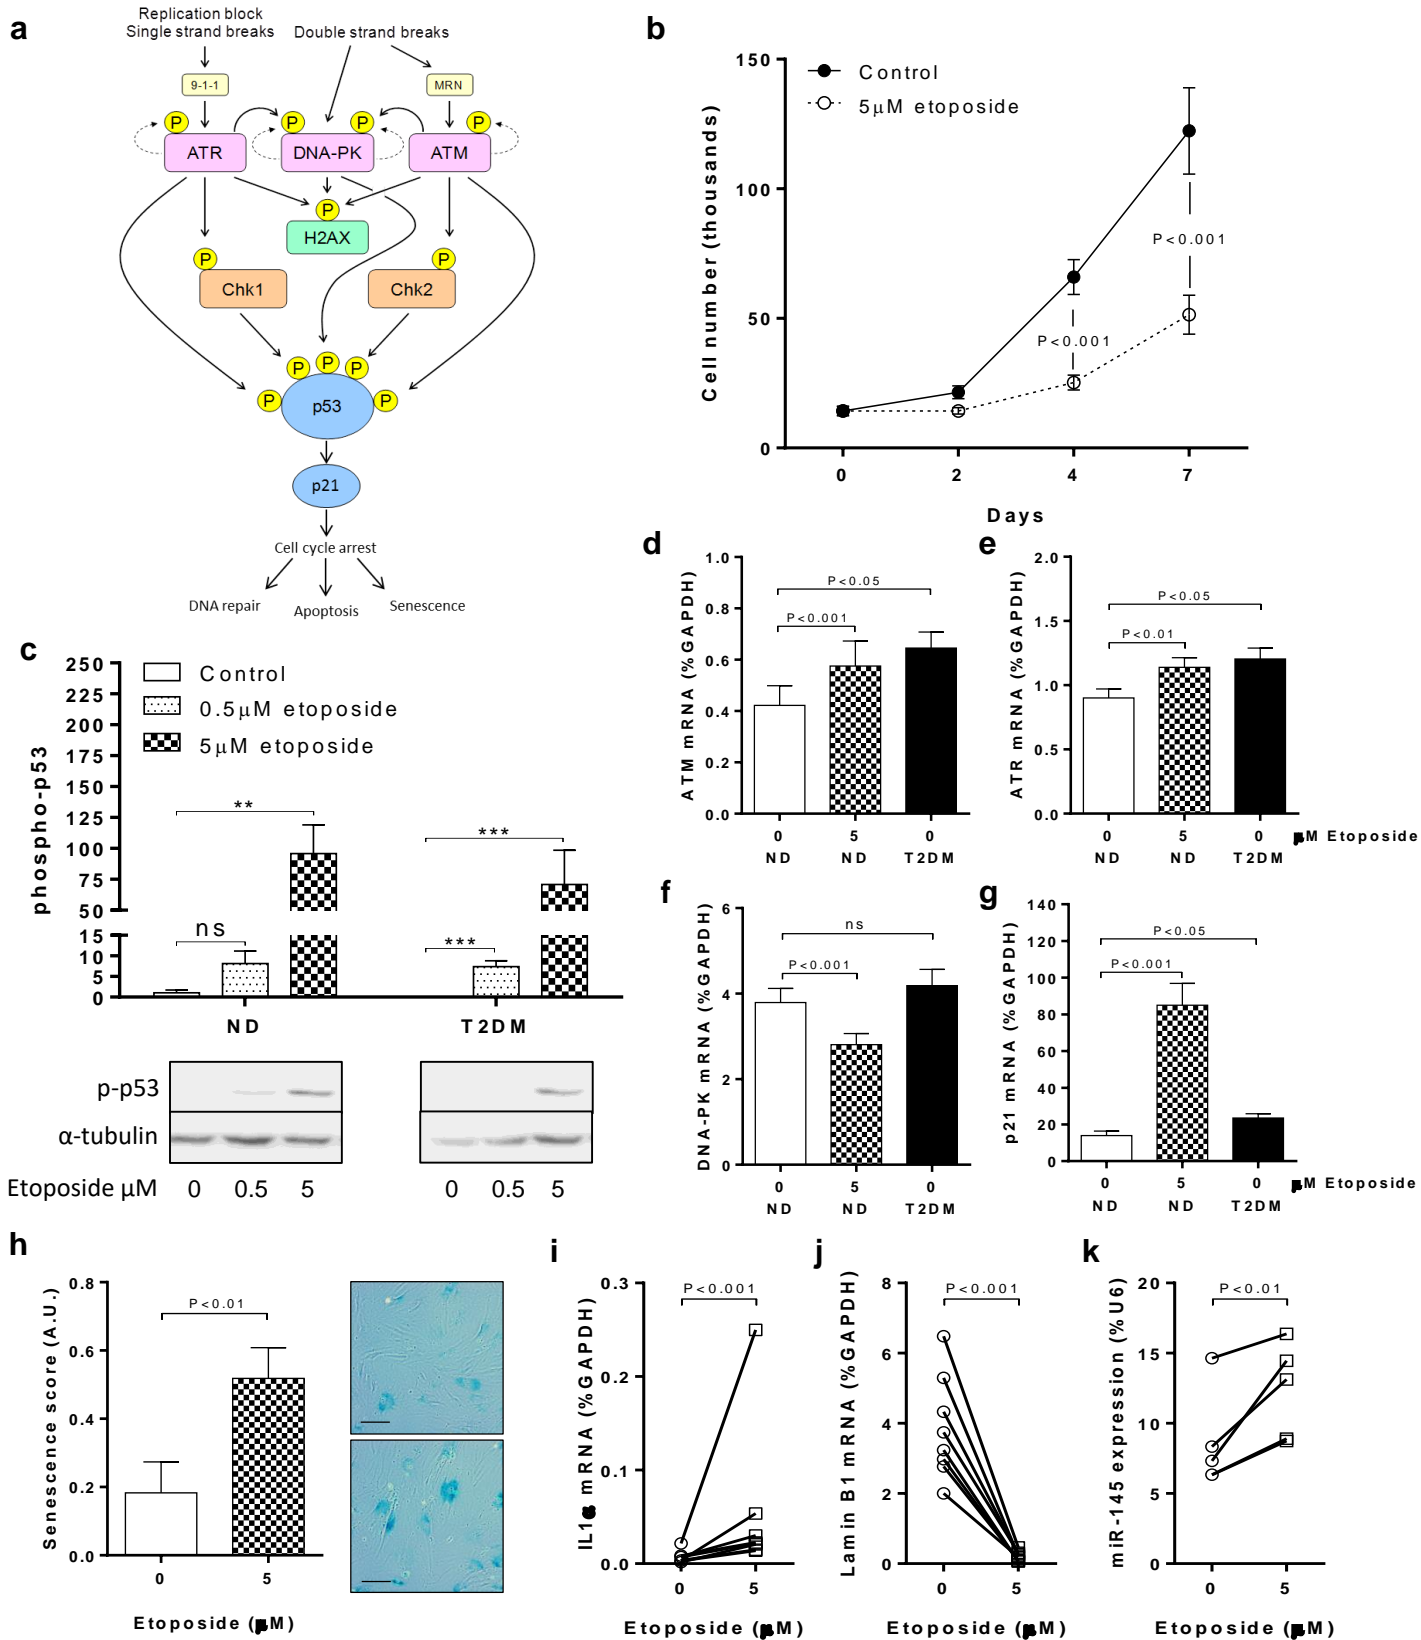 a
Replication block
Single strand breaks
Double strand breaks
9-1-1
MRN
P
P
P
P
ATR
DNA-PK
ATM
P
H2AX
P
P
Chk1
Chk2
P
P
P
P
P
p53
p21
Cell cycle arrest
DNA repair
Apoptosis
Senescence
b
Cell number (thousands)
150
100
50
0
Control
5μM etoposide
P<0.001
P<0.001
0 2 4 7
Days
c
phospho-p53
250
225
200
175
150
125
100
75
50
15
10
5
0
Control
0.5μM etoposide
5μM etoposide
**
ns
***
***
ND
T2DM
p-p53
α-tubulin
Etoposide μM 0 0.5 5 0 0.5 5
d
ATM mRNA (%GAPDH)
1.0
0.8
0.6
0.4
0.2
0.0
P<0.05
P<0.001
0 5 0
ND ND T2DM
e
ATR mRNA (%GAPDH)
2.0
1.5
1.0
0.5
0.0
P<0.05
P<0.01
0 5 0 μM Etoposide
ND ND T2DM
f
DNA-PK mRNA (%GAPDH)
6
4
2
0
ns
P<0.001
0 5 0
ND ND T2DM
g
p21 mRNA (%GAPDH)
140
120
100
80
60
40
20
0
P<0.05
P<0.001
0 5 0 μM Etoposide
ND ND T2DM
h
Senescence score (A.U.)
0.8
0.6
0.4
0.2
0.0
P<0.01
0 5
Etoposide (μM)
i
IL1α mRNA (%GAPDH)
0.3
0.2
0.1
0.0
P<0.001
0 5
Etoposide (μM)
j
Lamin B1 mRNA (%GAPDH)
8
6
4
2
0
P<0.001
0 5
Etoposide (μM)
k
miR-145 expression (%U6)
20
15
10
5
0
P<0.01
0 5
Etoposide (μM)